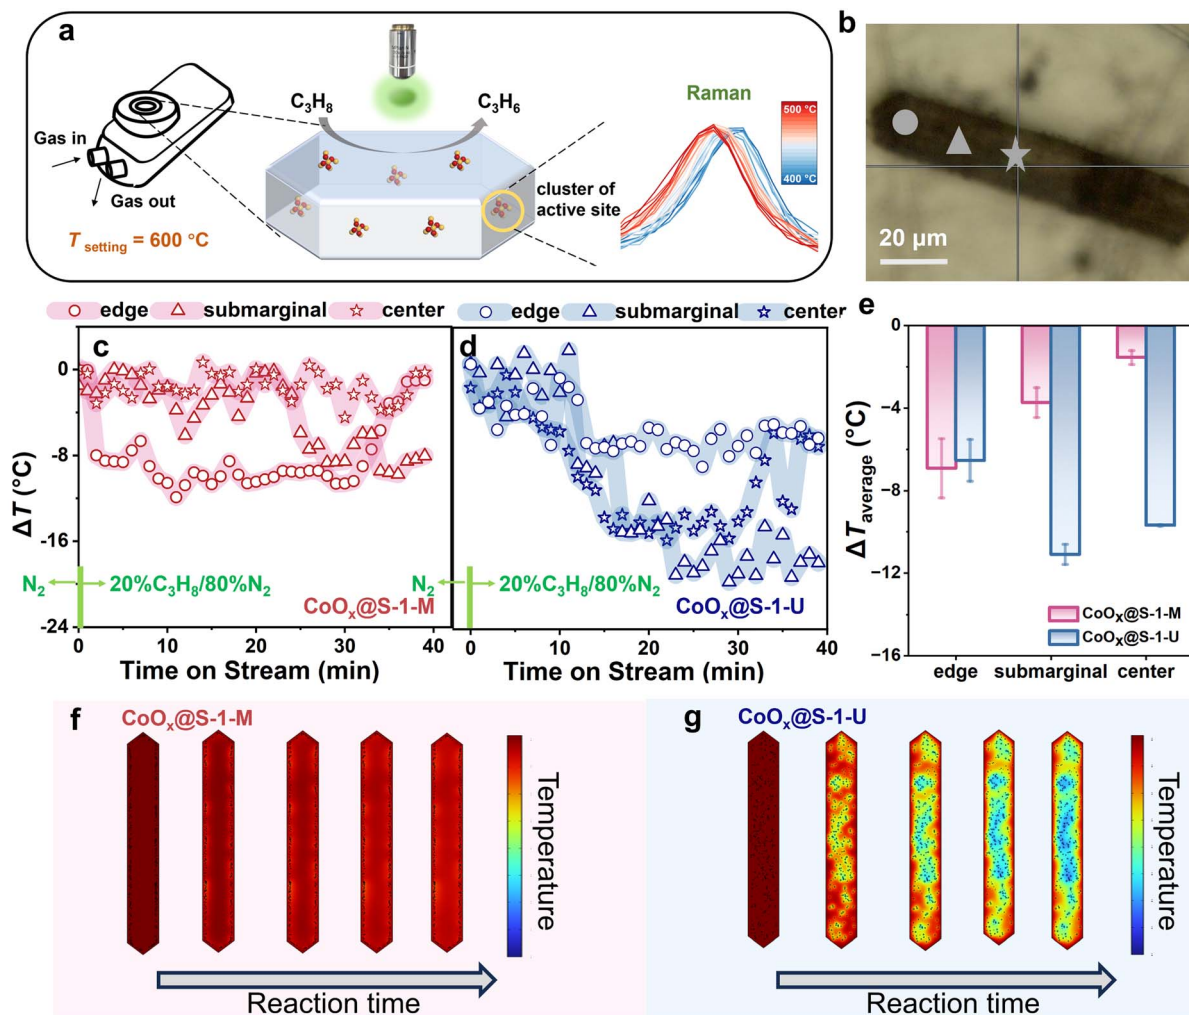 a
C3H8
C3H6
Raman
500 °C
400 °C
Gas in
Gas out
cluster of
active site
T setting = 600 °C
b
20 μm
edge submarginal center
edge submarginal center
c
ΔT (°C)
0
-8
-16
-24
N2
20%C3H8/80%N2
CoOx@S-1-M
0 10 20 30 40
Time on Stream (min)
d
N2
20%C3H8/80%N2
CoOx@S-1-U
0 10 20 30 40
Time on Stream (min)
e
ΔTaverage (°C)
0
−4
−8
−12
−16
CoOx@S-1-M
CoOx@S-1-U
edge submarginal center
f
CoOx@S-1-M
Temperature
Reaction time
g
CoOx@S-1-U
Temperature
Reaction time